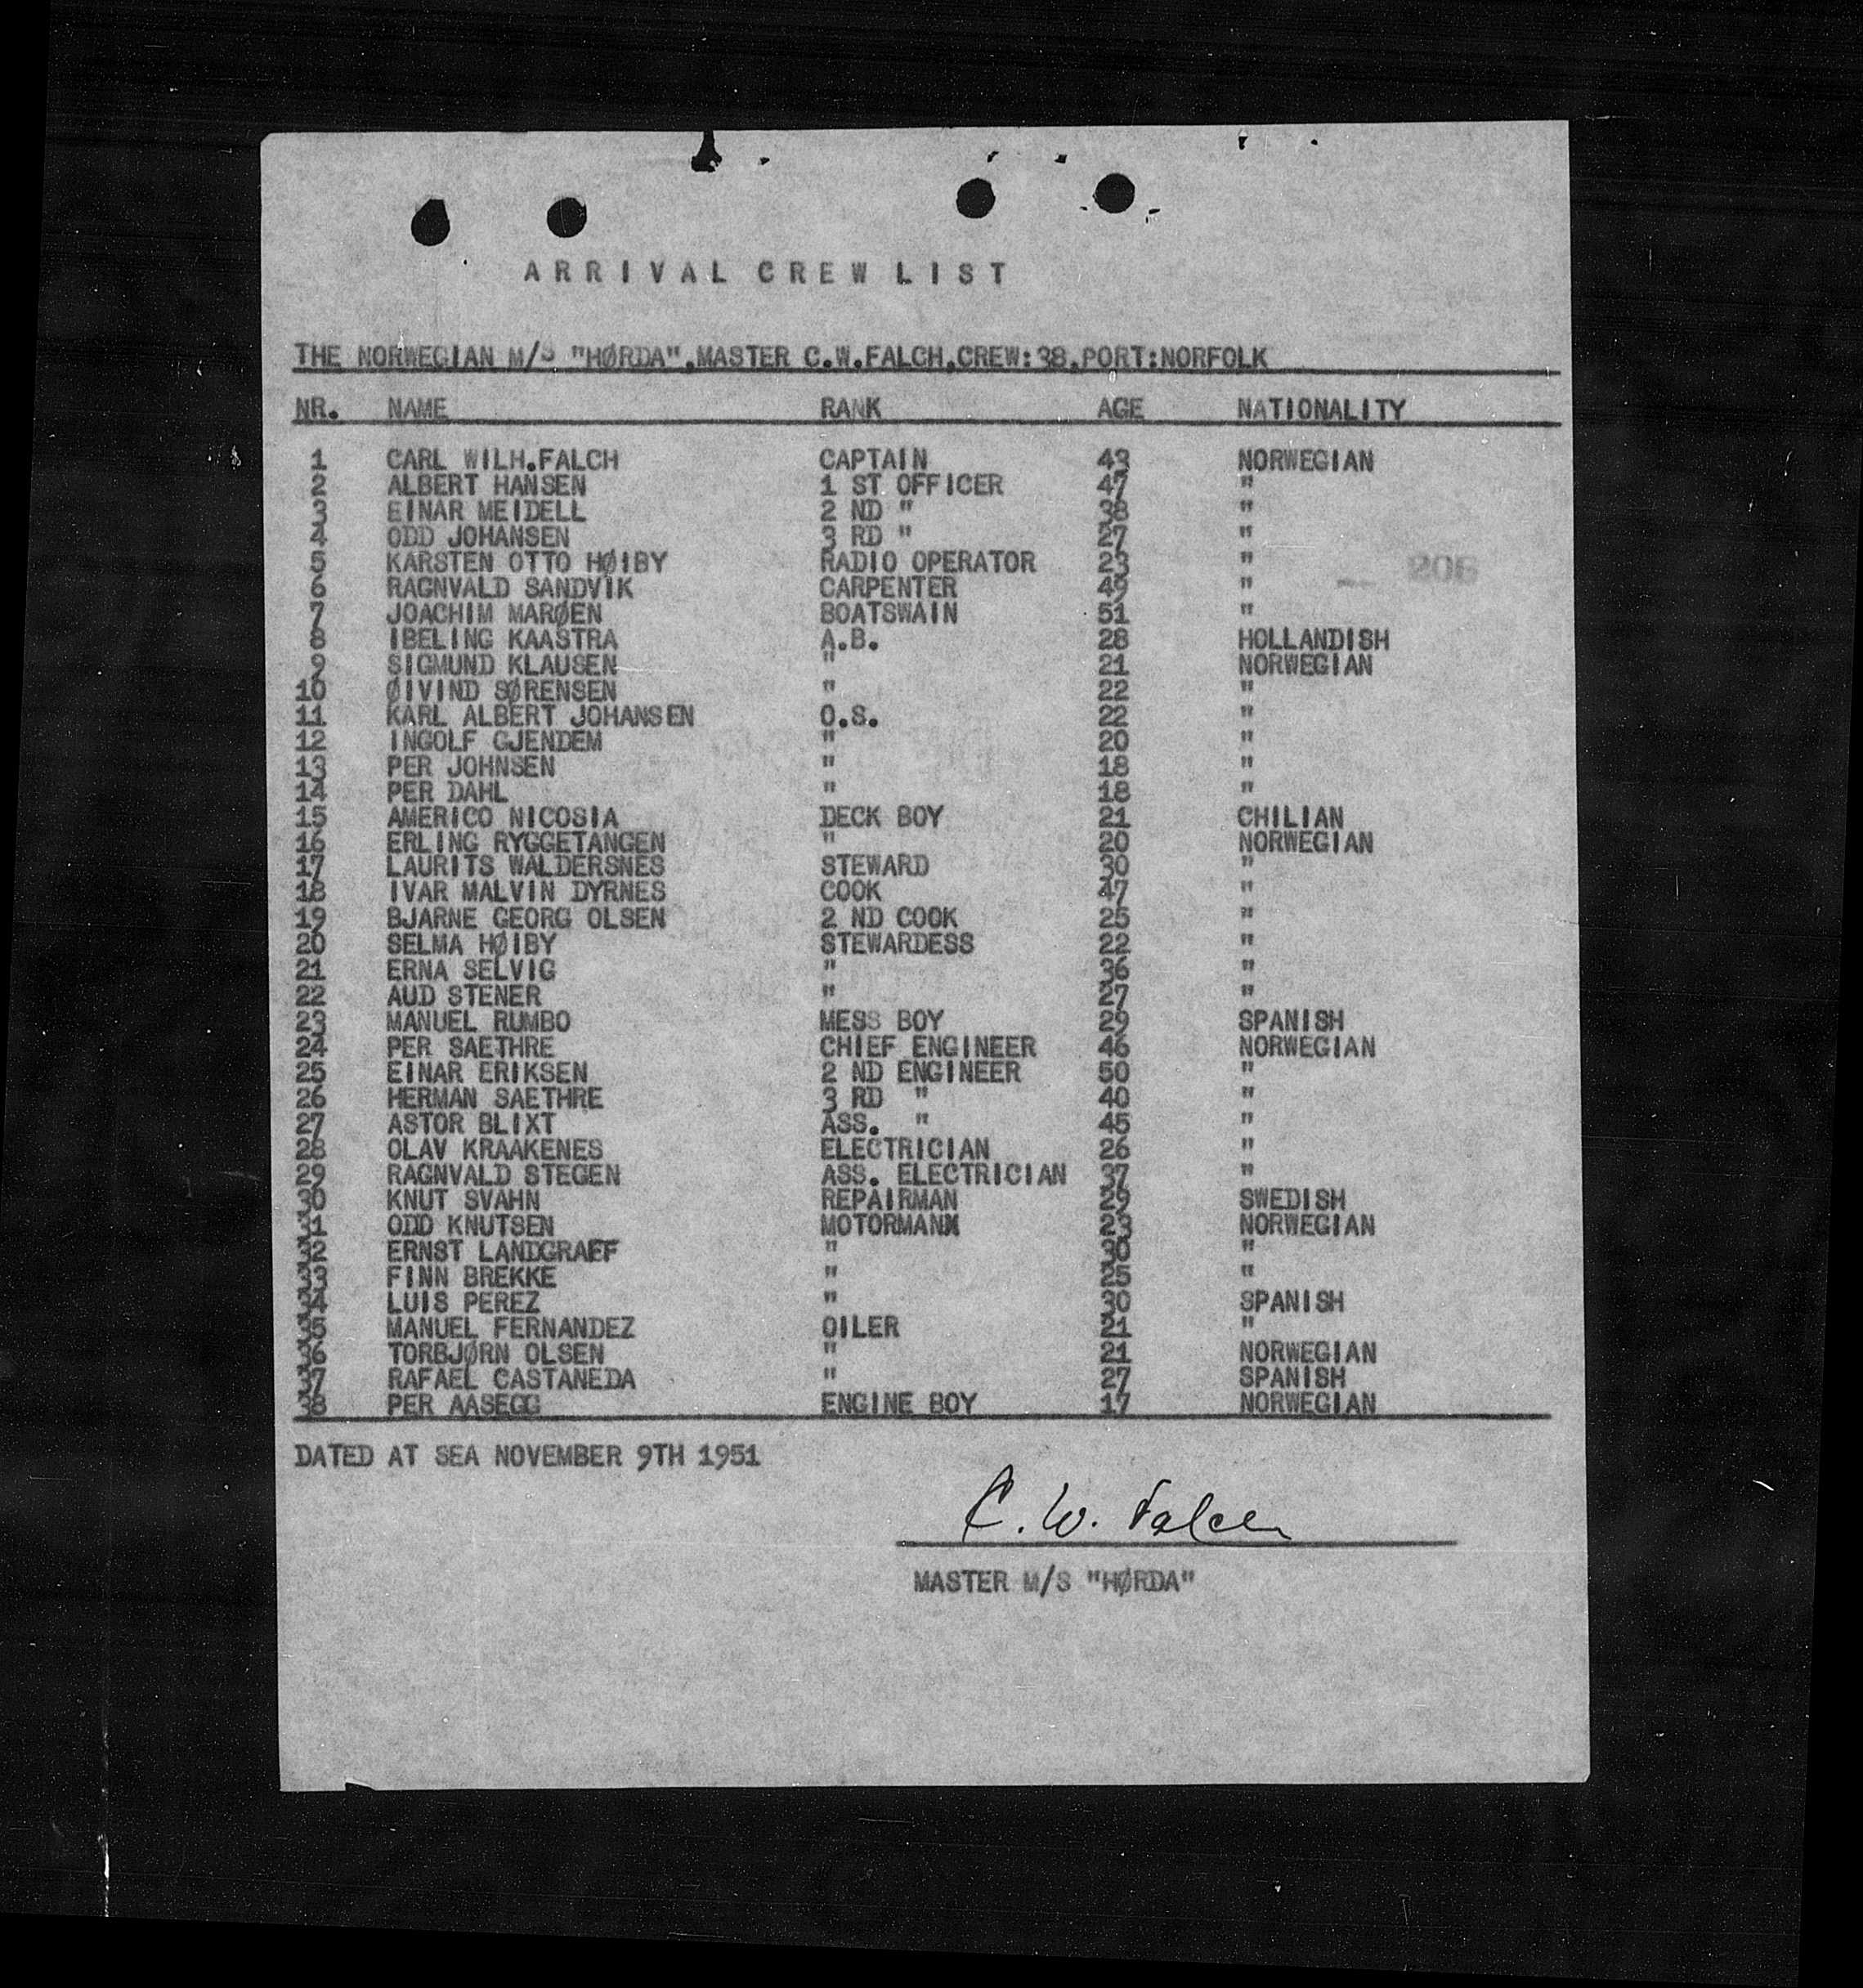 ARRIVAL CREW LIST
THE NORWEGIAN M/S "HØRDA",MASTER C.W.FALCH,CREW:38,PORT:NORFOLK
NR. NAME RANK AGE NATIONALITY
1 CARL WILH.FALCH CAPTAIN 43 NORWEGIAN
2 ALBERT HANSEN 1 ST OFFICER 47 "
3 EINAR MEIDELL 2 ND " 38 "
4 ODD JOHANSEN 3 RD " 27 "
5 KARSTEN OTTO HØIBY RADIO OPERATOR 23 "
206
6 RAGNVALD SANDVIK CARPENTER 49 "
7 JOACHIM MARØEN BOATSWAIN 51 "
8 IBELING KAASTRA A.B. 28 HOLLANDISH
9 SIGMUND KLAUSEN " 21 NORWEGIAN
10 ØIVIND SØRENSEN " 22 "
11 KARL ALBERT JOHANSEN O.S. 22 "
12 INGOLF GJENDEM " 20 "
13 PER JOHNSEN " 18 "
14 PER DAHL " 18 "
15 AMERICO NICOSIA DECK BOY 21 CHILIAN
16 ERLING RYGGETANGEN " 20 NORWEGIAN
17 LAURITS WALDERSNES STEWARD 30 "
18 IVAR MALVIN DYRNES COOK 47 "
19 BJARNE GEORG OLSEN 2 ND COOK 25 "
20 SELMA HØIBY STEWARDESS 22 "
21 ERNA SELVIG " 36 "
22 AUD STENER " 27 "
23 MANUEL RUMBO MESS BOY 29 SPANISH
24 PER SAETHRE CHIEF ENGINEER 46 NORWEGIAN
25 EINAR ERIKSEN 2 ND ENGINEER 50 "
26 HERMAN SAETHRE 3 RD " 40 "
27 ASTOR BLIXT ASS. " 45 "
28 OLAV KRAAKENES ELECTRICIAN 26 "
29 RAGNVALD STEGEN ASS. ELECTRICIAN 37 "
30 KNUT SVAHN REPAIRMAN 29 SWEDISH
31 ODD KNUTSEN MOTORMANN 23 NORWEGIAN
32 ERNST LANDGRAFF " 30 "
33 FINN BREKKE " 25 "
34 LUIS PEREZ " 30 SPANISH
35 MANUEL FERNANDEZ OILER 21 "
36 TORBJØRN OLSEN " 21 NORWEGIAN
37 RAFAEL CASTANEDA " 27 SPANISH
38 PER AASEGG ENGINE BOY 17 NORWEGIAN
DATED AT SEA NOVEMBER 9TH 1951
C. W. Falch
MASTER M/S "HØRDA"